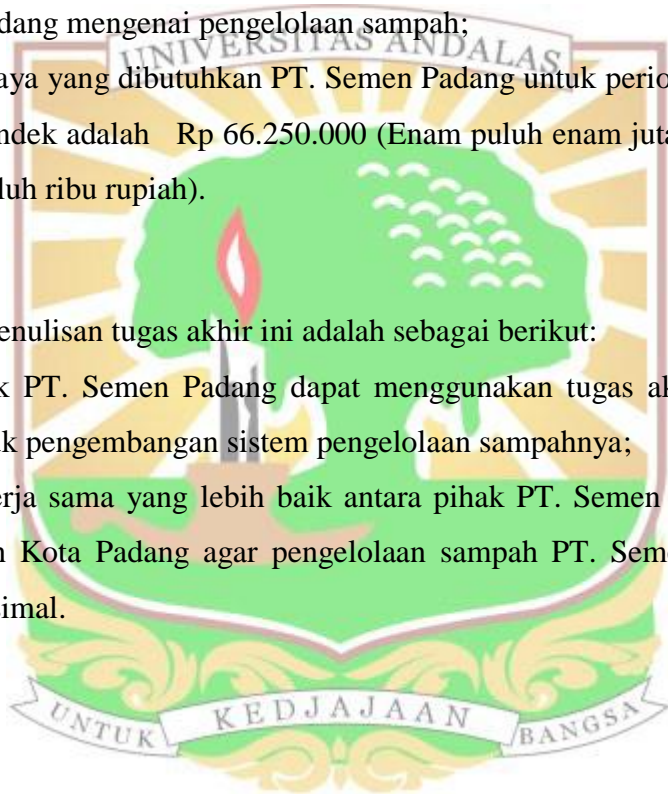 dang mengenai pengelolaan sampah;
UNIVERSITAS ANDALAS
aya yang dibutuhkan PT. Semen Padang untuk perio
ndek adalah Rp 66.250.000 (Enam puluh enam juta
luh ribu rupiah).
enulisan tugas akhir ini adalah sebagai berikut:
k PT. Semen Padang dapat menggunakan tugas ak
uk pengembangan sistem pengelolaan sampahnya;
erja sama yang lebih baik antara pihak PT. Semen
n Kota Padang agar pengelolaan sampah PT. Seme
simal.
UNTUK KEDJAJAAN BANGSA